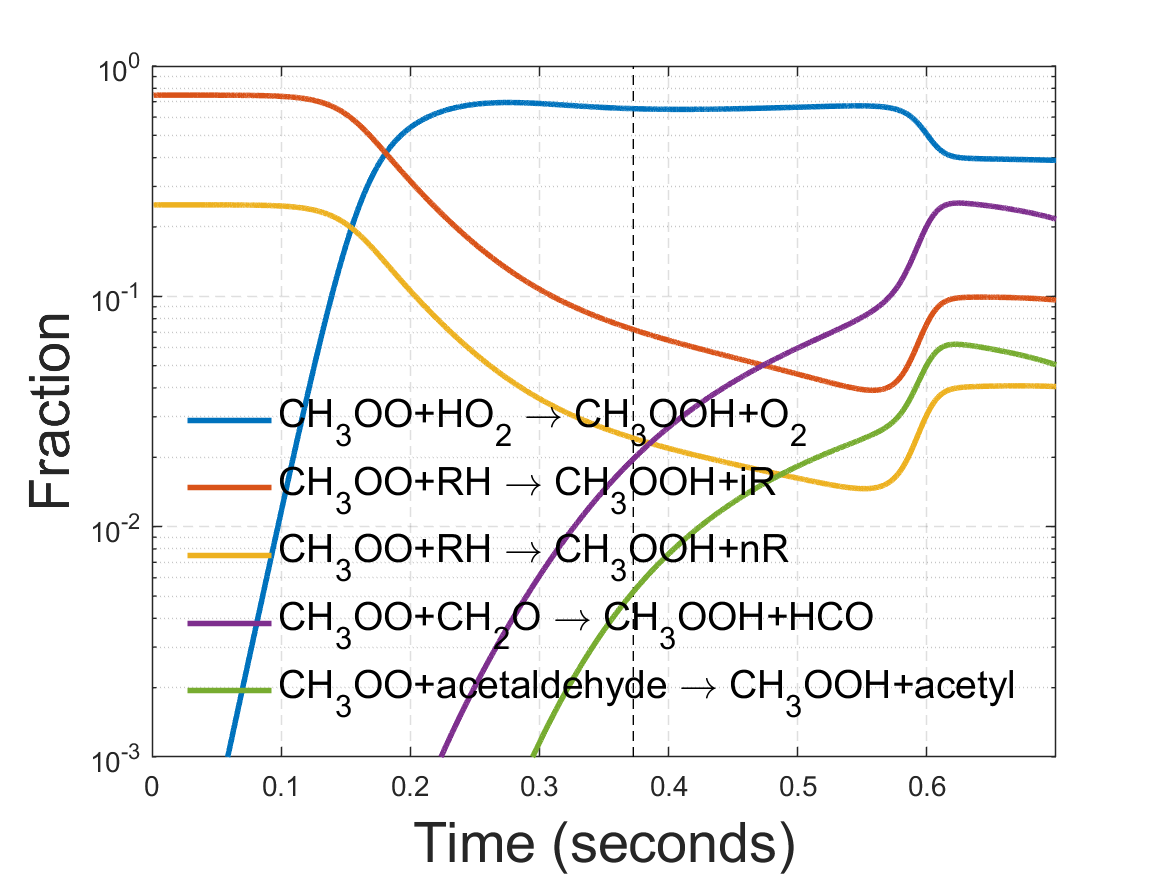 10⁰
10⁻¹
10⁻²
10⁻³
Fraction
CH₃OO+HO₂ → CH₃OOH+O₂
CH₃OO+RH → CH₃OOH+iR
CH₃OO+RH → CH₃OOH+nR
CH₃OO+CH₂O → CH₃OOH+HCO
CH₃OO+acetaldehyde → CH₃OOH+acetyl
0 0.1 0.2 0.3 0.4 0.5 0.6
Time (seconds)